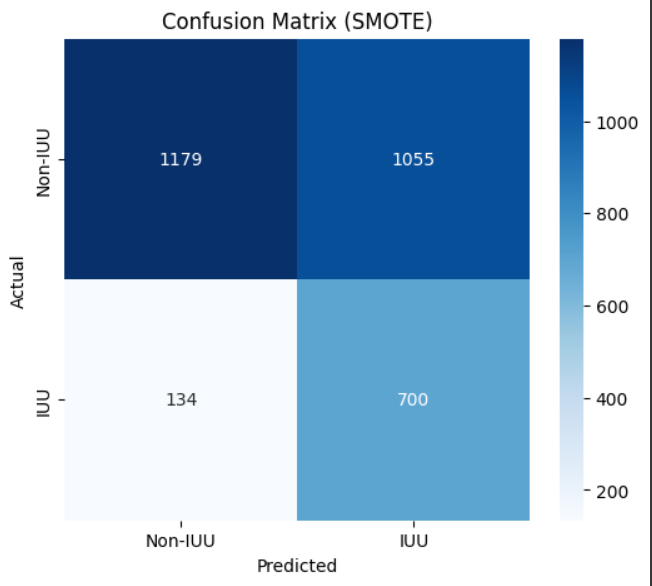 Confusion Matrix (SMOTE)
Non-IUU
1179
1055
1000
800
Actual
600
IUU
134
700
400
200
Non-IUU
IUU
Predicted